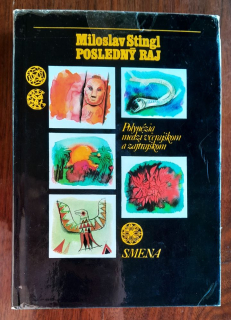 Miloslav Stingl
POSLEDNÝ RAJ
Polynézia
medzi včerajškom
a zajtrajškom
SMENA